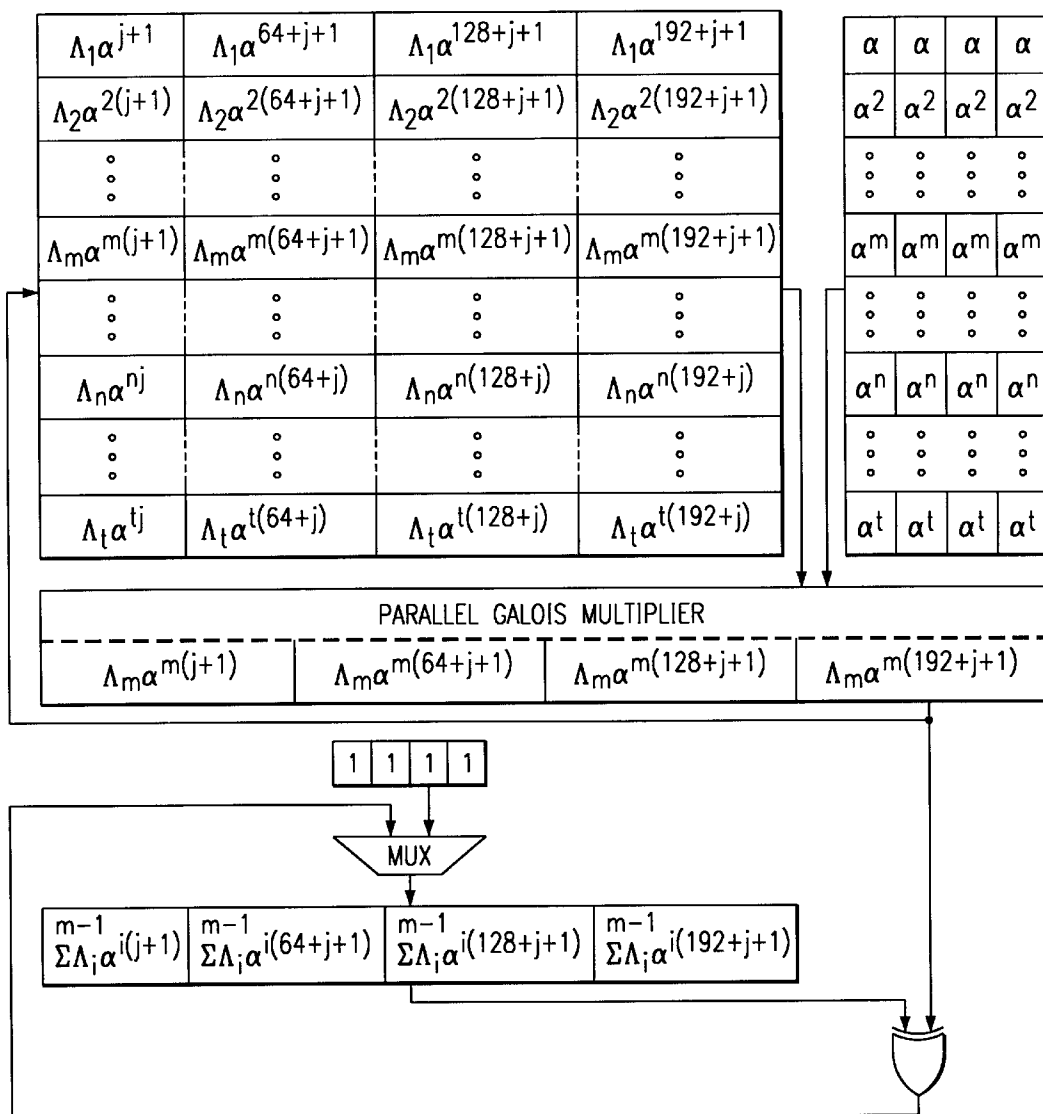 Λ₁α^{j+1} Λ₁α^{64+j+1} Λ₁α^{128+j+1} Λ₁α^{192+j+1} α α α α
Λ₂α^{2(j+1)} Λ₂α^{2(64+j+1)} Λ₂α^{2(128+j+1)} Λ₂α^{2(192+j+1)} α² α² α² α²
Λₘα^{m(j+1)} Λₘα^{m(64+j+1)} Λₘα^{m(128+j+1)} Λₘα^{m(192+j+1)} α^m α^m α^m α^m
Λₙα^{nj} Λₙα^{n(64+j)} Λₙα^{n(128+j)} Λₙα^{n(192+j)} α^n α^n α^n α^n
Λₜα^{tj} Λₜα^{t(64+j)} Λₜα^{t(128+j)} Λₜα^{t(192+j)} α^t α^t α^t α^t
PARALLEL GALOIS MULTIPLIER
Λₘα^{m(j+1)} Λₘα^{m(64+j+1)} Λₘα^{m(128+j+1)} Λₘα^{m(192+j+1)}
1 1 1 1
MUX
m-1 m-1 m-1 m-1
ΣΛᵢα^{i(j+1)} ΣΛᵢα^{i(64+j+1)} ΣΛᵢα^{i(128+j+1)} ΣΛᵢα^{i(192+j+1)}